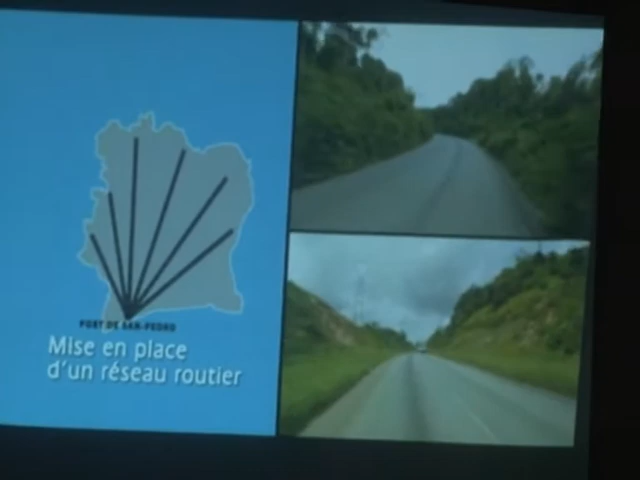 PORT DE SAN-PEDRO
Mise en place
d'un réseau routier